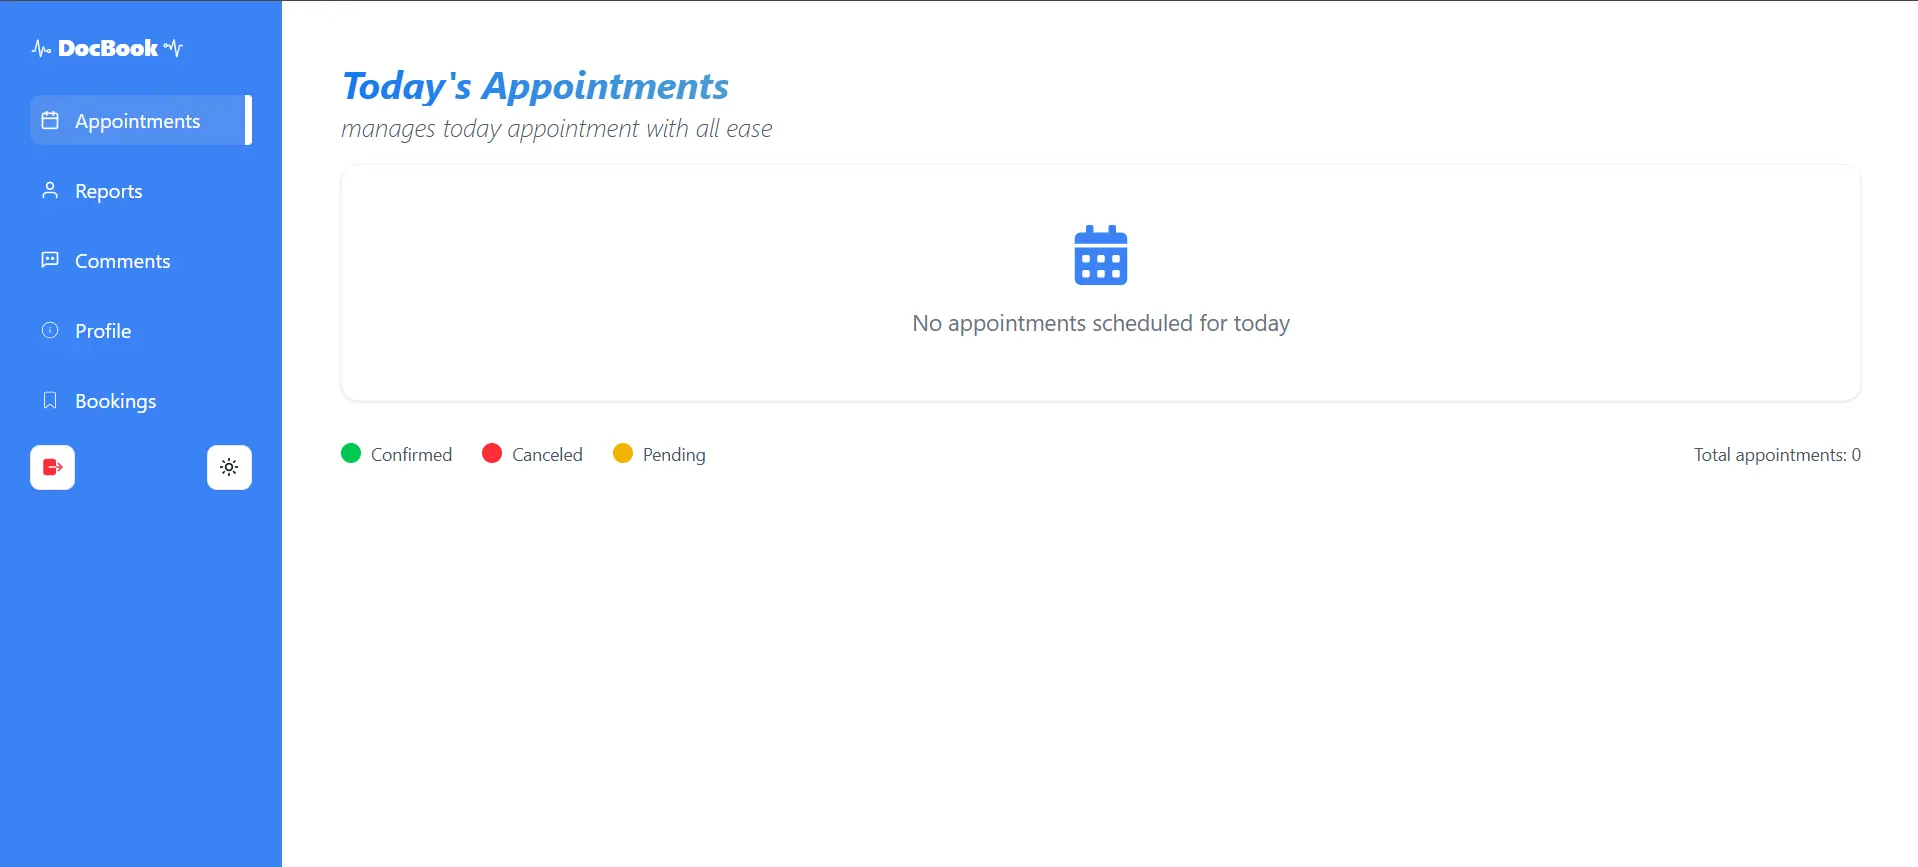 DocBook
Appointments
Reports
Comments
Profile
Bookings
Today's Appointments
manages today appointment with all ease
No appointments scheduled for today
Confirmed Canceled Pending
Total appointments: 0